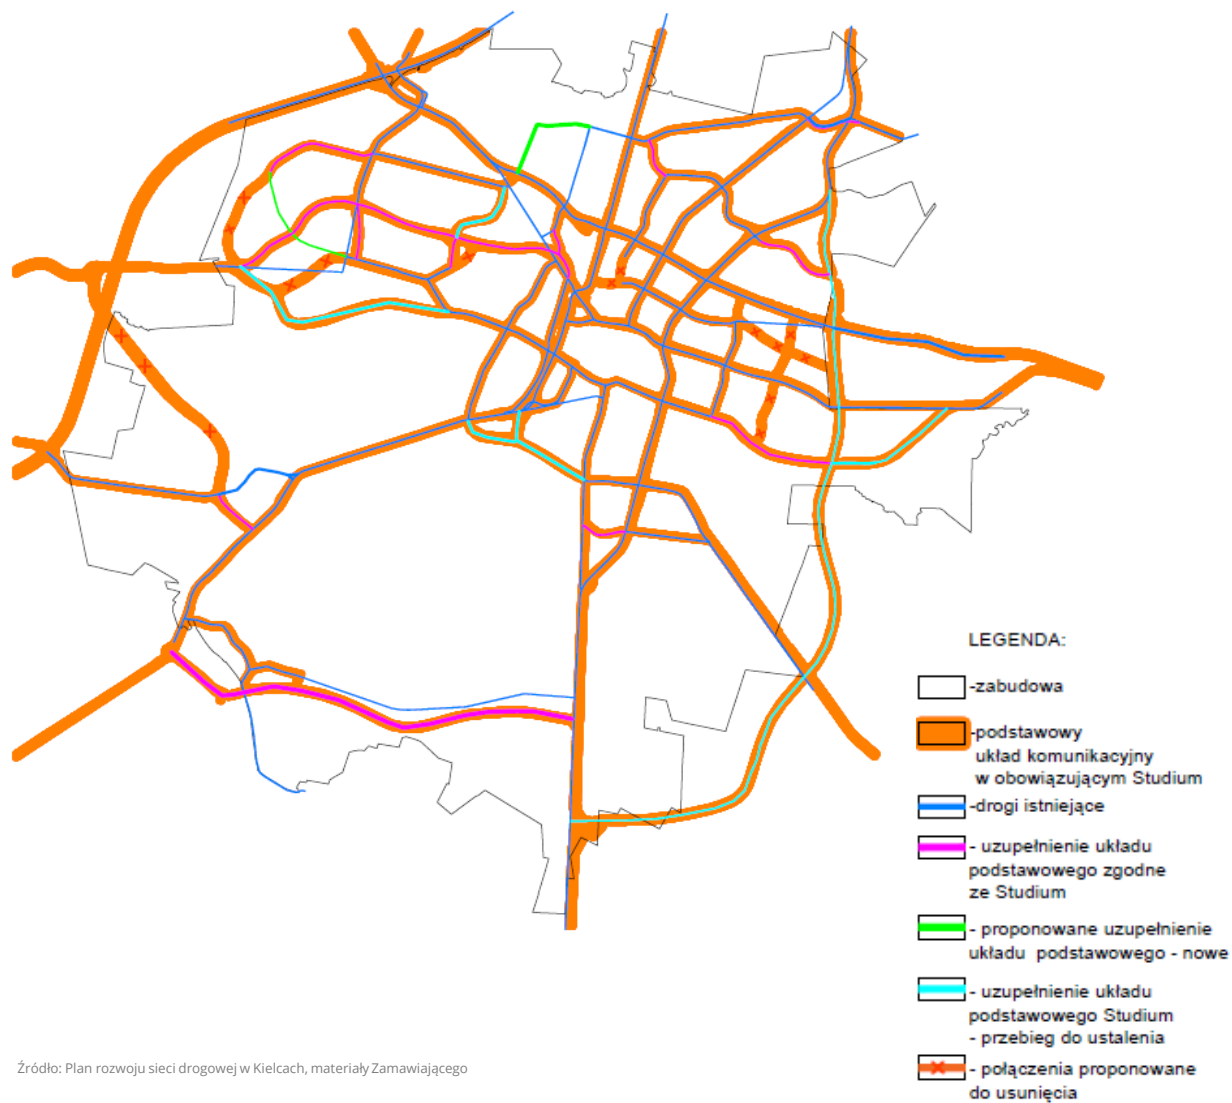 LEGENDA:
-zabudowa
-podstawowy
układ komunikacyjny
w obowiązującym Studium
-drogi istniejące
- uzupełnienie układu
podstawowego zgodne
ze Studium
- proponowane uzupełnienie
układu podstawowego - nowe
- uzupełnienie układu
podstawowego Studium
- przebieg do ustalenia
- połączenia proponowane
do usunięcia
Źródło: Plan rozwoju sieci drogowej w Kielcach, materiały Zamawiającego